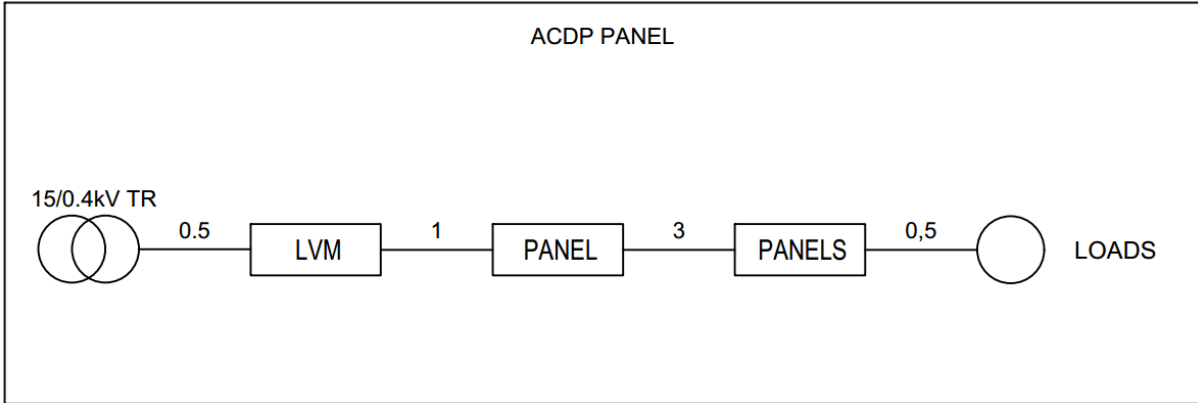 ACDP PANEL
15/0.4kV TR
0.5
LVM
1
PANEL
3
PANELS
0,5
LOADS